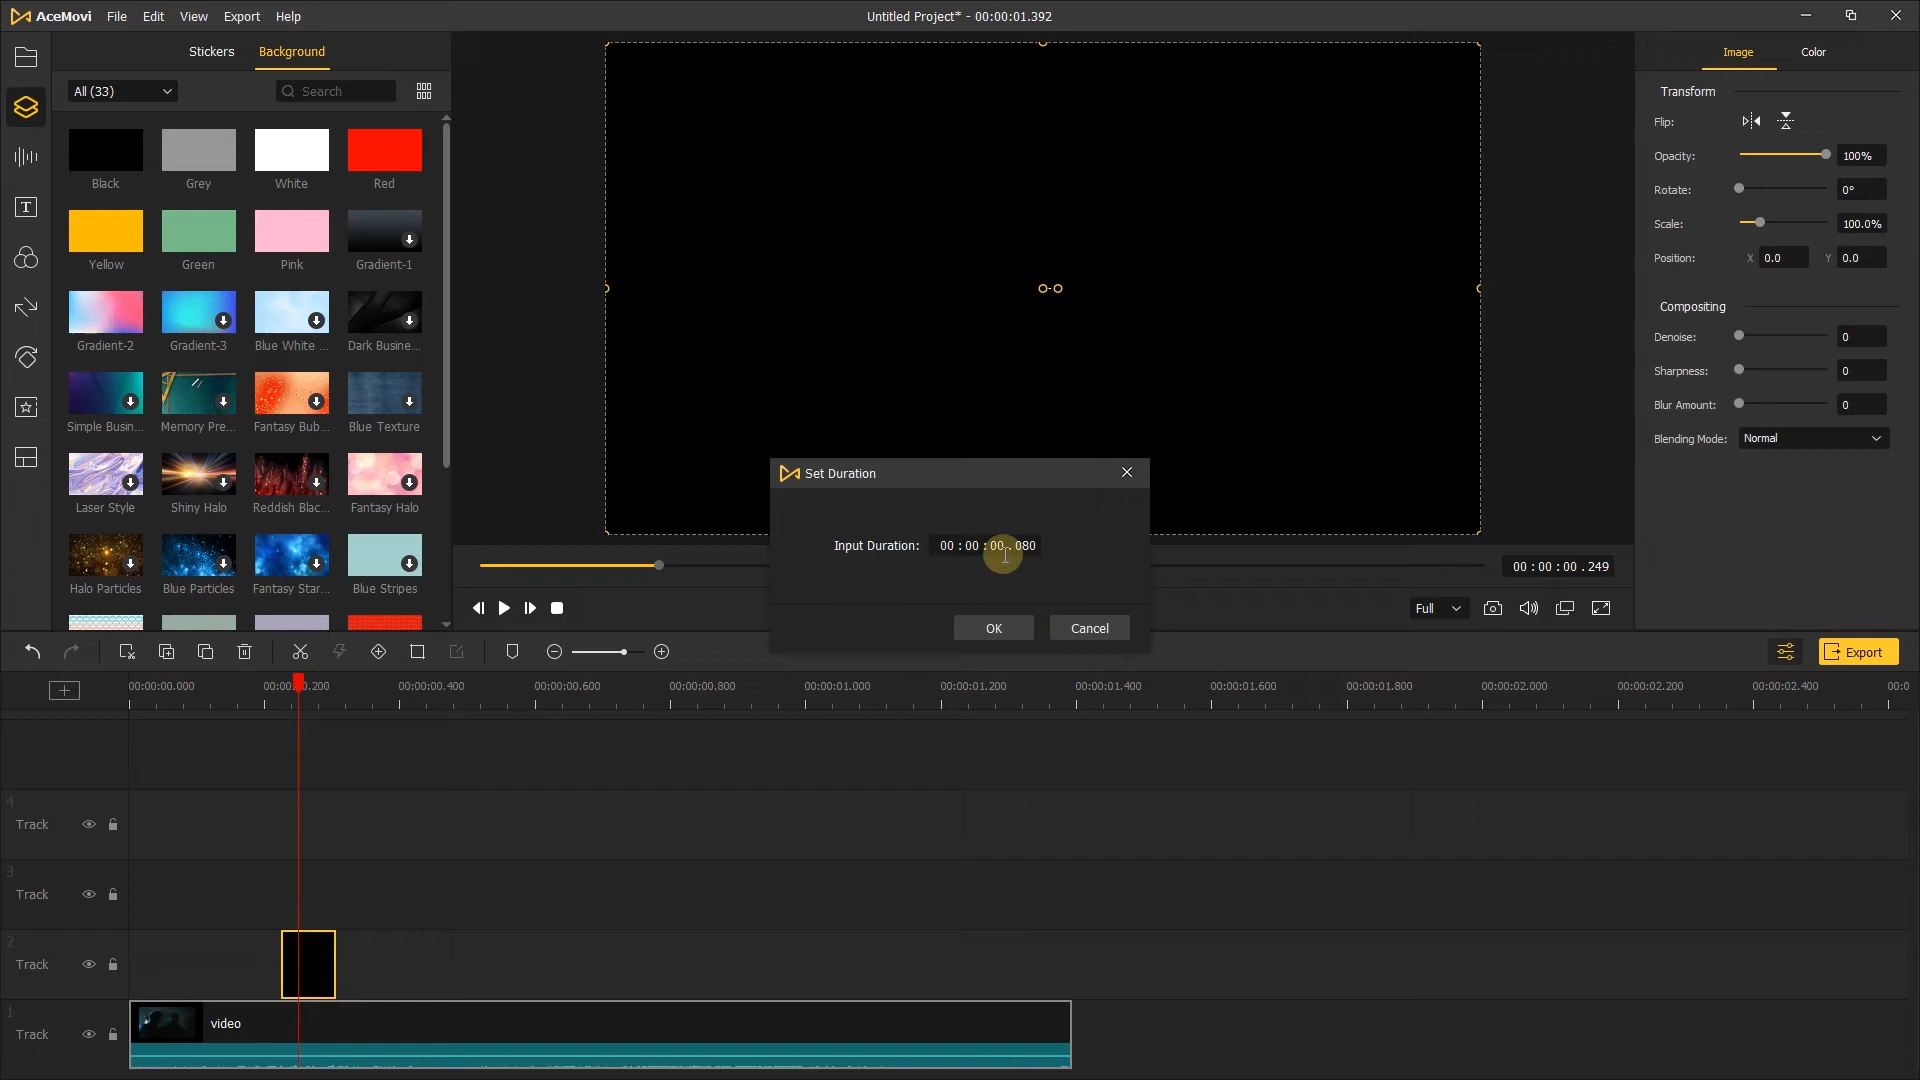 AceMovi File Edit View Export Help
Untitled Project* - 00:00:01.392
Stickers Background
All (33)
Search
Black Grey White Red
Yellow Green Pink Gradient-1
Gradient-2 Gradient-3 Blue White ... Dark Busine...
Simple Busin... Memory Pre... Fantasy Bub... Blue Texture
Laser Style Shiny Halo Reddish Blac... Fantasy Halo
Halo Particles Blue Particles Fantasy Star... Blue Stripes
Image Color
Transform
Flip:
Opacity: 100%
Rotate: 0°
Scale: 100.0%
Position: X 0.0 Y 0.0
Compositing
Denoise: 0
Sharpness: 0
Blur Amount: 0
Blending Mode: Normal
Set Duration
Input Duration: 00 : 00 : 00 . 080
OK Cancel
00 : 00 : 00 . 249
Full
Export
00:00:00.000 00:00:00.400 00:00:00.600 00:00:00.800 00:00:01.000 00:00:01.200 00:00:01.400 00:00:01.600 00:00:01.800 00:00:02.000 00:00:02.200 00:00:02.400 00:0
4
Track
3
Track
2
Track
1
Track
video